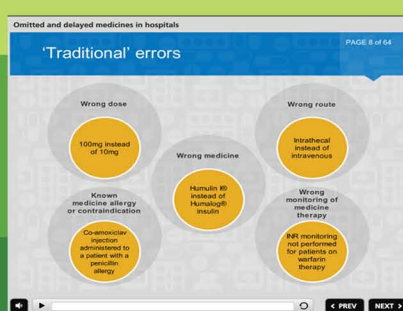 Omitted and delayed medicines in hospitals
'Traditional' errors
PAGE 8 of 64
Wrong dose
100mg instead
of 10mg
Wrong route
Intrathecal
instead of
intravenous
Wrong medicine
Humulin I®
instead of
Humalog®
insulin
Known
medicine allergy
or contraindication
Co-amoxiclav
injection
administered to
a patient with a
penicillin
allergy
Wrong
monitoring of
medicine
therapy
INR monitoring
not performed
for patients on
warfarin
therapy
< PREV
NEXT >